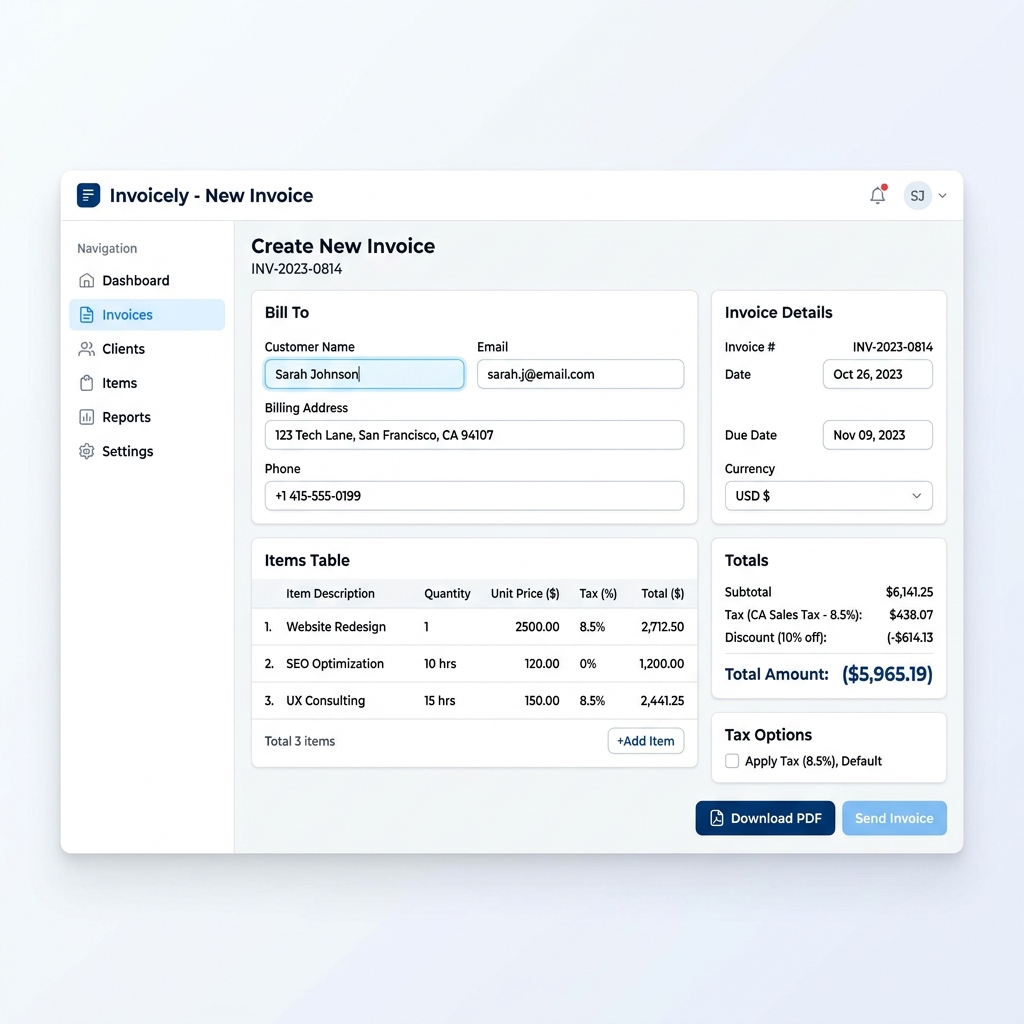 Invoicely - New Invoice
SJ
Navigation
Dashboard
Invoices
Clients
Items
Reports
Settings
Create New Invoice
INV-2023-0814
Bill To
Customer Name Email
Sarah Johnson sarah.j@email.com
Billing Address
123 Tech Lane, San Francisco, CA 94107
Phone
+1 415-555-0199
Invoice Details
Invoice # INV-2023-0814
Date Oct 26, 2023
Due Date Nov 09, 2023
Currency
USD $
Items Table
Item Description Quantity Unit Price ($) Tax (%) Total ($)
1. Website Redesign 1 2500.00 8.5% 2,712.50
2. SEO Optimization 10 hrs 120.00 0% 1,200.00
3. UX Consulting 15 hrs 150.00 8.5% 2,441.25
Total 3 items +Add Item
Totals
Subtotal $6,141.25
Tax (CA Sales Tax - 8.5%): $438.07
Discount (10% off): (-$614.13
Total Amount: ($5,965.19)
Tax Options
Apply Tax (8.5%), Default
Download PDF Send Invoice